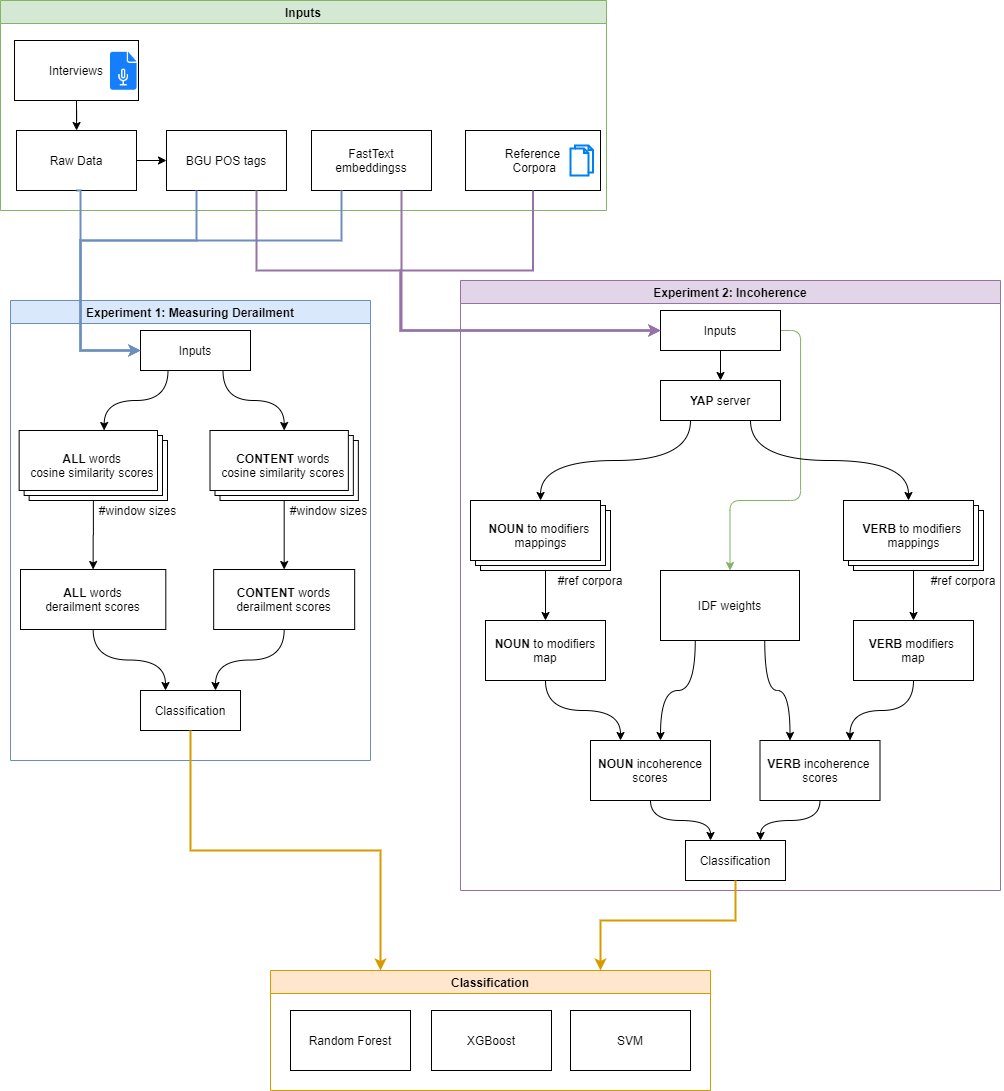 Inputs
Interviews
Raw Data
BGU POS tags
FastText
embeddingss
Reference
Corpora
Experiment 1: Measuring Derailment
Inputs
ALL words
cosine similarity scores
CONTENT words
cosine similarity scores
#window sizes
#window sizes
ALL words
derailment scores
CONTENT words
derailment scores
Classification
Experiment 2: Incoherence
Inputs
YAP server
NOUN to modifiers
mappings
VERB to modifiers
mappings
#ref corpora
#ref corpora
IDF weights
NOUN to modifiers
map
VERB modifiers
map
NOUN incoherence
scores
VERB incoherence
scores
Classification
Classification
Random Forest
XGBoost
SVM